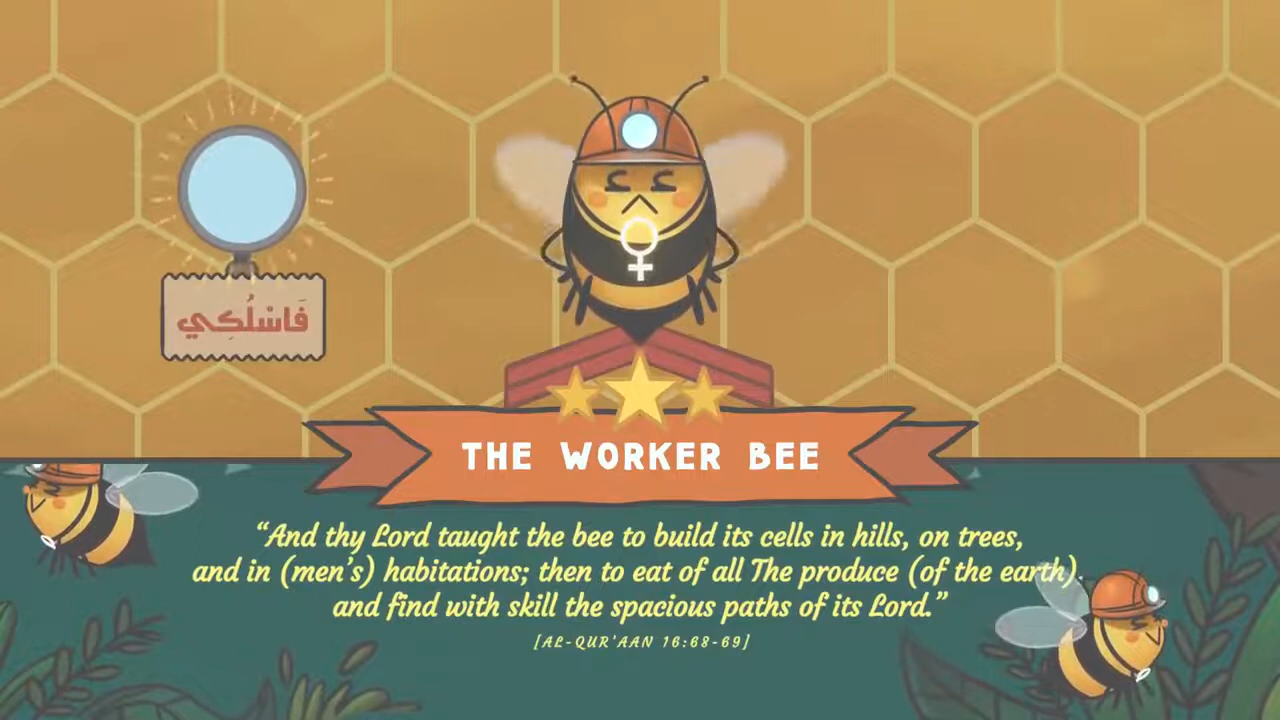 فَاسْلُكِي
THE WORKER BEE
“And thy Lord taught the bee to build its cells in hills, on trees,
and in (men’s) habitations; then to eat of all The produce (of the earth),
and find with skill the spacious paths of its Lord.”
[AL-QUR'AAN 16:68-69]